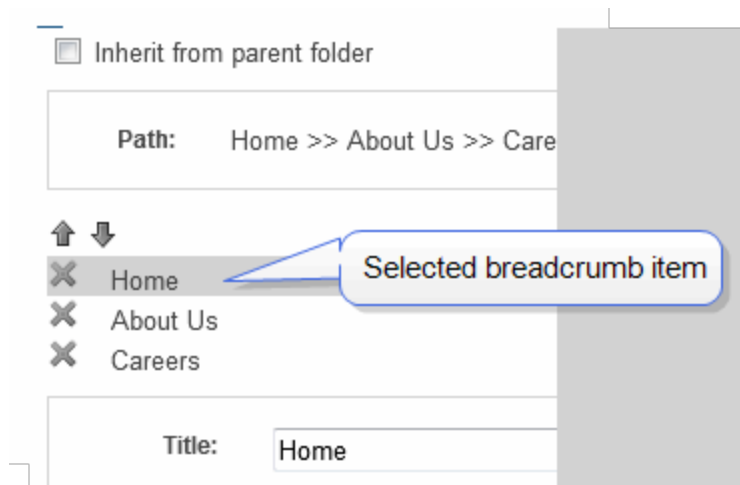 Inherit from parent folder
Path: Home >> About Us >> Care
Home
Selected breadcrumb item
About Us
Careers
Title: Home